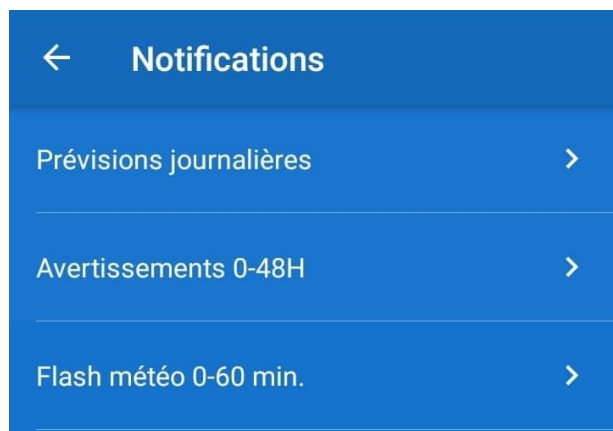 Notifications
Prévisions journalières
Avertissements 0-48H
Flash météo 0-60 min.